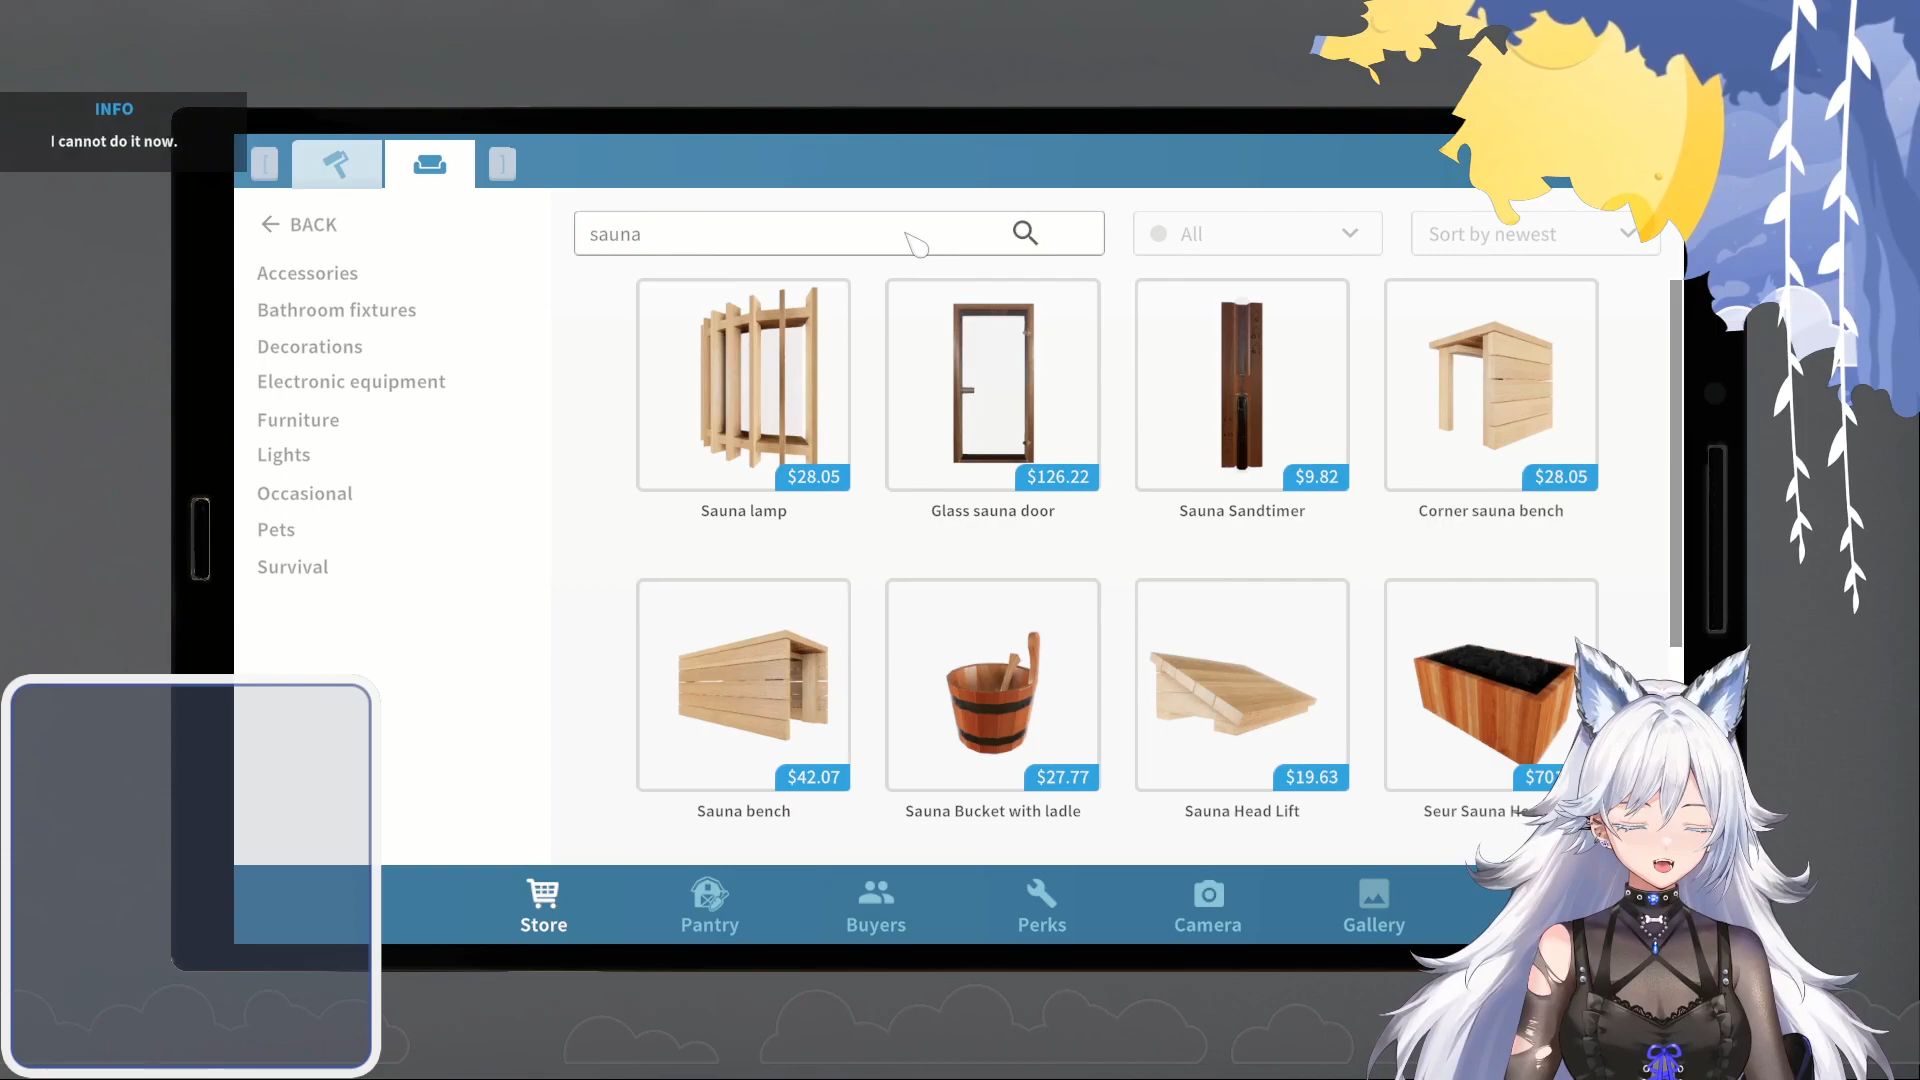 INFO
I cannot do it now.
[
]
BACK
sauna
All
Sort by newest
Accessories
Bathroom fixtures
Decorations
Electronic equipment
Furniture
Lights
Occasional
Pets
Survival
$28.05
$126.22
$9.82
$28.05
Sauna lamp
Glass sauna door
Sauna Sandtimer
Corner sauna bench
$42.07
$27.77
$19.63
Sauna bench
Sauna Bucket with ladle
Sauna Head Lift
Seur Sauna
Store
Pantry
Buyers
Perks
Camera
Gallery